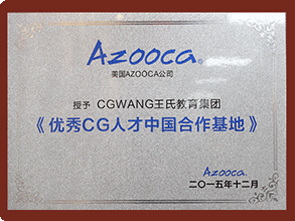 Azooca®
美国AZOOCA公司
授予 CGWANG王氏教育集团
《优秀CG人才中国合作基地》
Azooca
二〇一五年十二月